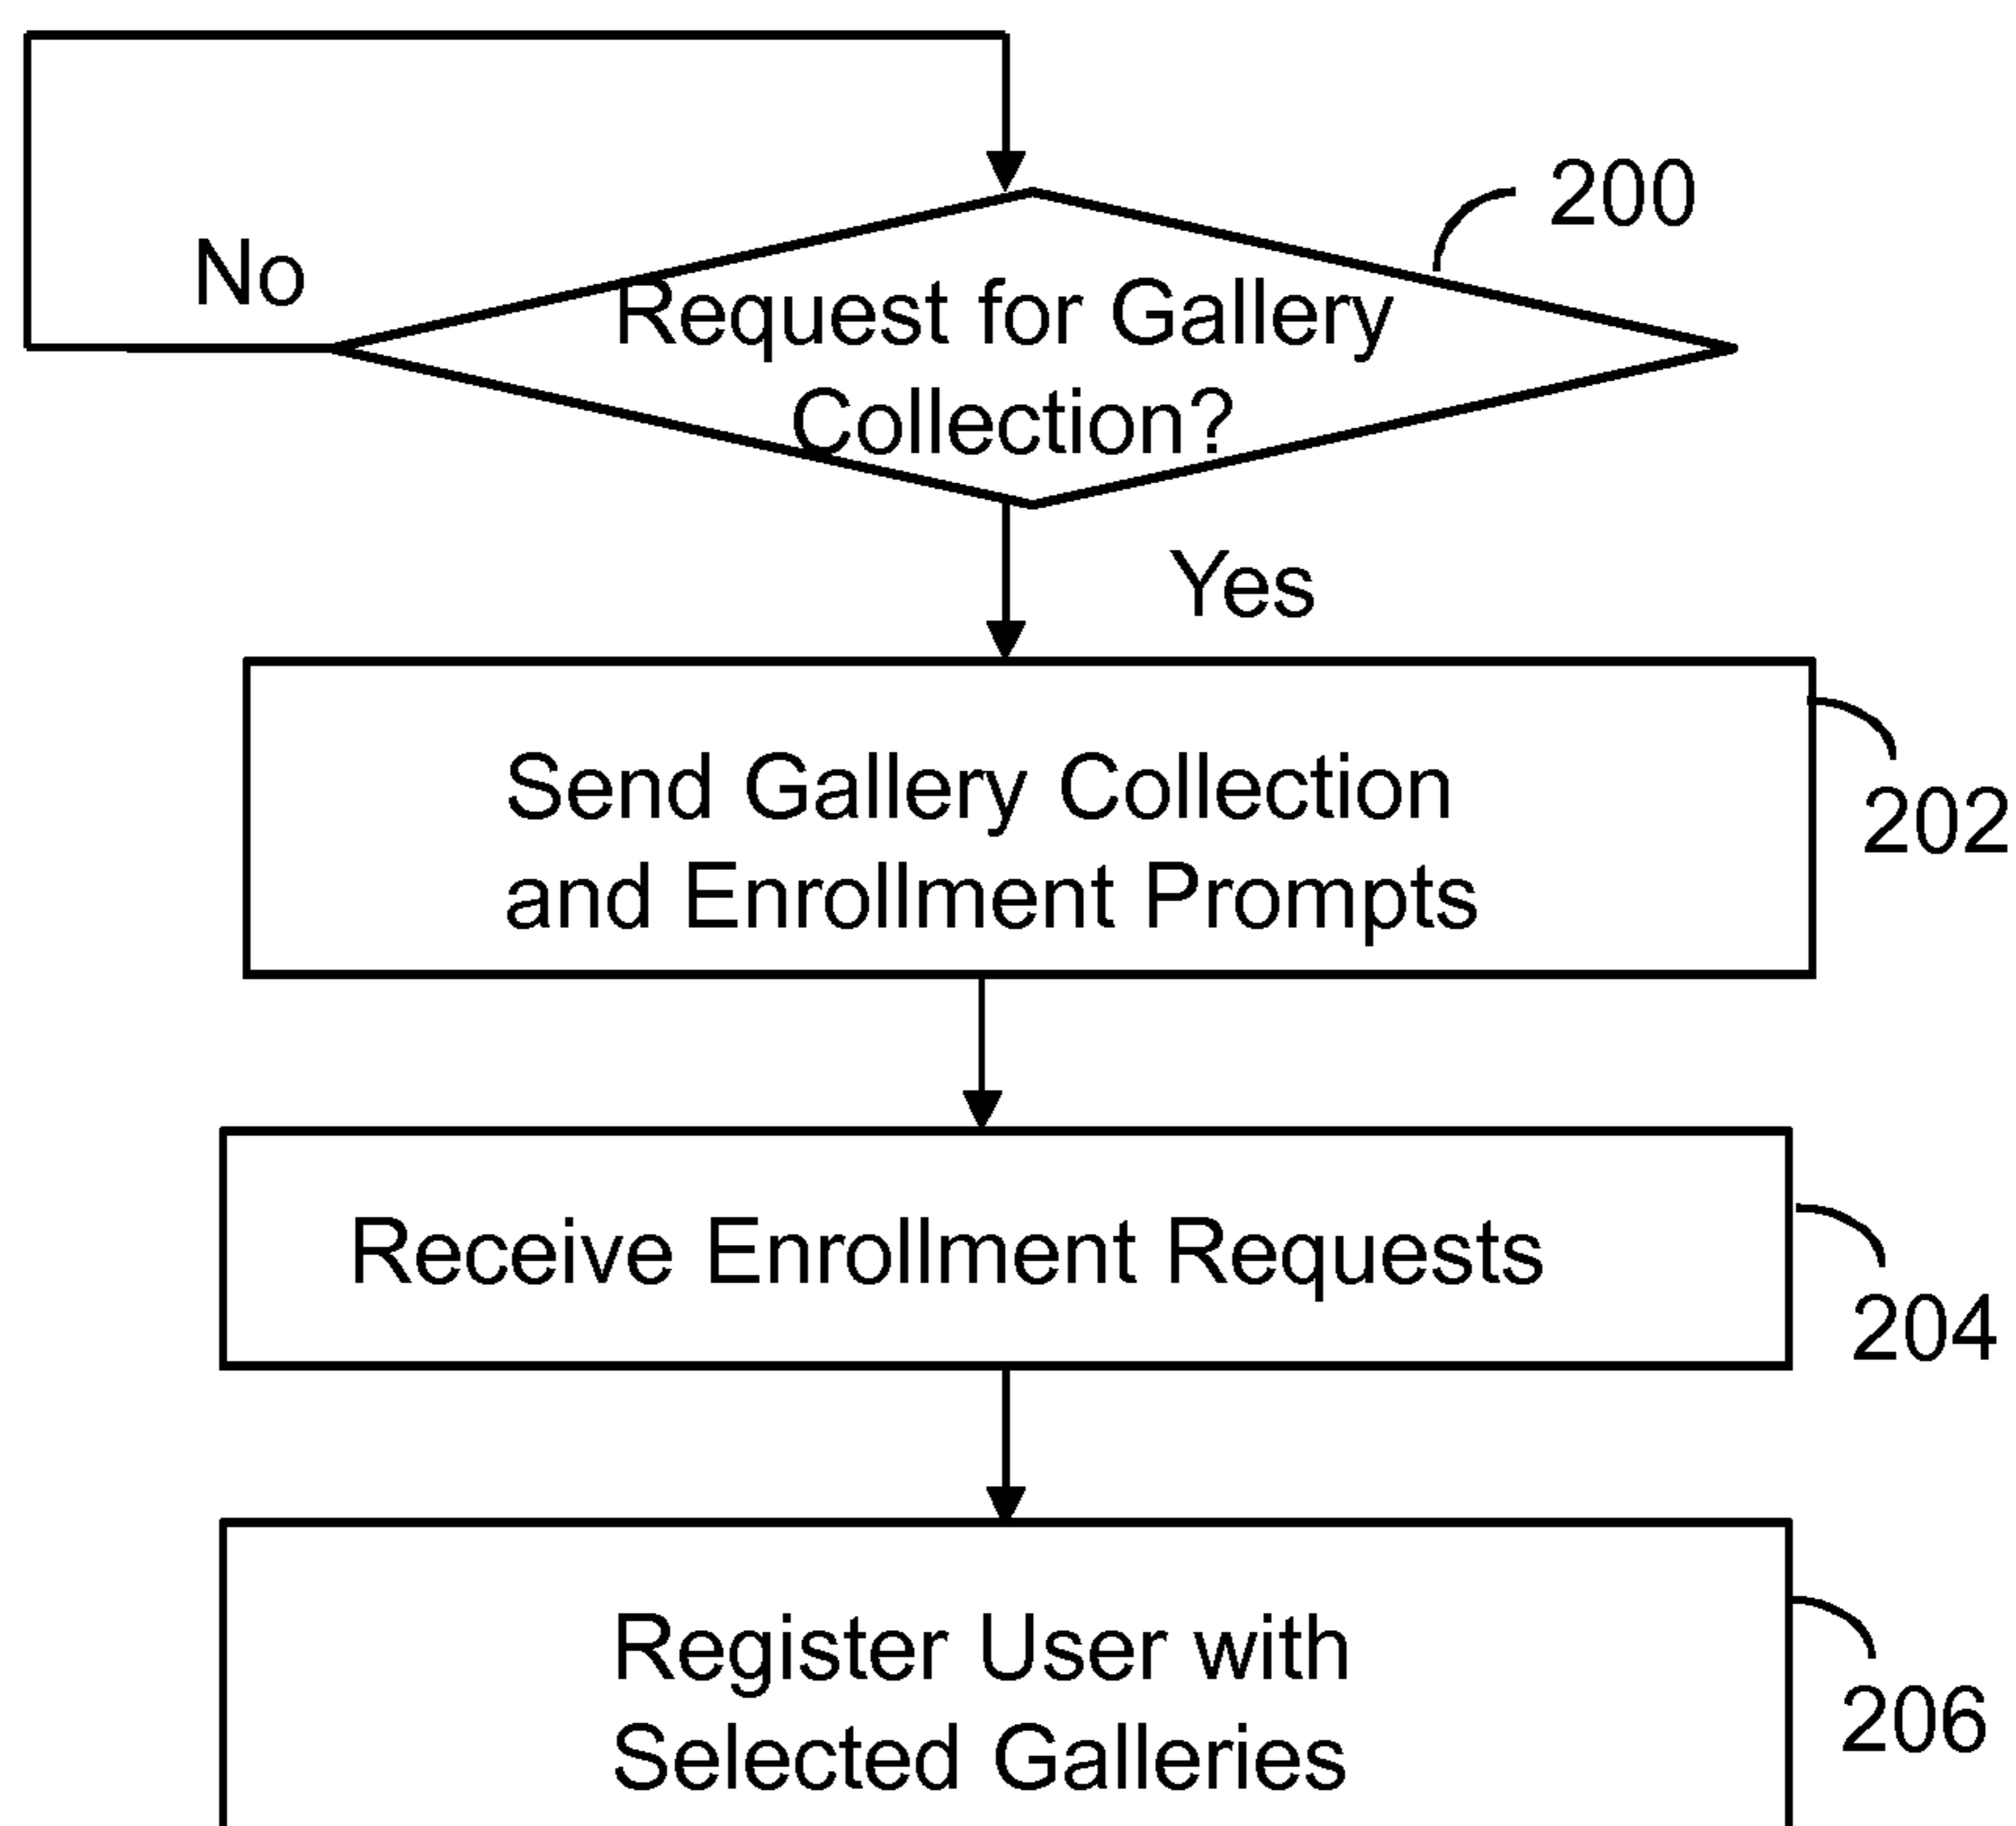 200
No
Request for Gallery
Collection?
Yes
Send Gallery Collection
and Enrollment Prompts
202
Receive Enrollment Requests
204
Register User with
Selected Galleries
206